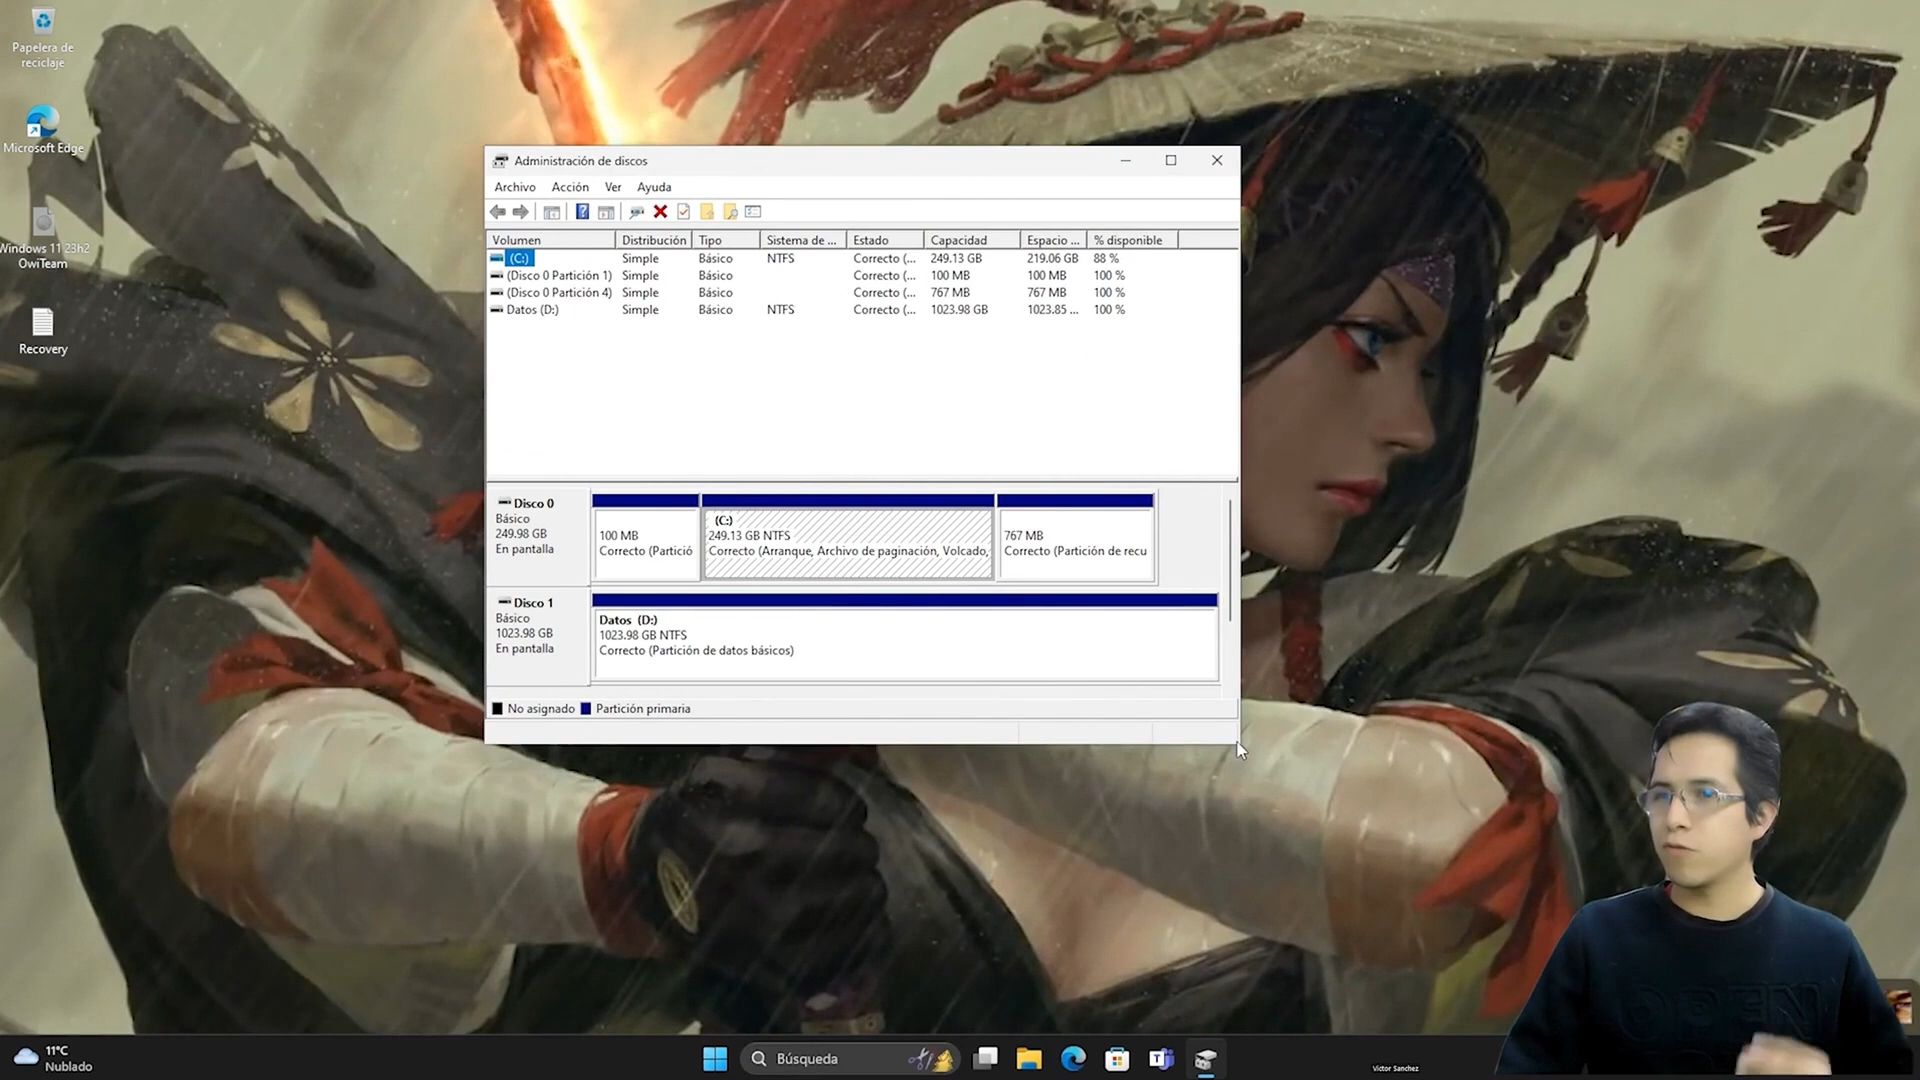 Papelera de
reciclaje
Microsoft Edge
Windows 11 23h2
OwiTeam
Recovery
Administración de discos
Archivo Acción Ver Ayuda
Volumen Distribución Tipo Sistema de ... Estado Capacidad Espacio ... % disponible
(C:) Simple Básico NTFS Correcto (... 249.13 GB 219.06 GB 88 %
(Disco 0 Partición 1) Simple Básico Correcto (... 100 MB 100 MB 100 %
(Disco 0 Partición 4) Simple Básico Correcto (... 767 MB 767 MB 100 %
Datos (D:) Simple Básico NTFS Correcto (... 1023.98 GB 1023.85 ... 100 %
Disco 0
Básico
249.98 GB
En pantalla
100 MB
Correcto (Partició
(C:)
249.13 GB NTFS
Correcto (Arranque, Archivo de paginación, Volcado,
767 MB
Correcto (Partición de recu
Disco 1
Básico
1023.98 GB
En pantalla
Datos (D:)
1023.98 GB NTFS
Correcto (Partición de datos básicos)
No asignado Partición primaria
11°C
Nublado
Búsqueda
Victor Sanchez
OPEN